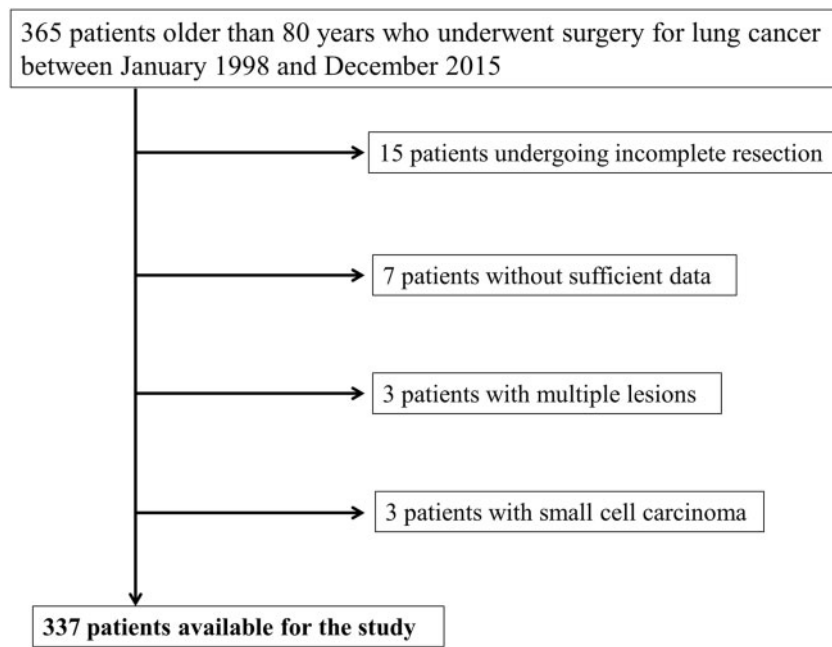 365 patients older than 80 years who underwent surgery for lung cancer
between January 1998 and December 2015
15 patients undergoing incomplete resection
7 patients without sufficient data
3 patients with multiple lesions
3 patients with small cell carcinoma
337 patients available for the study